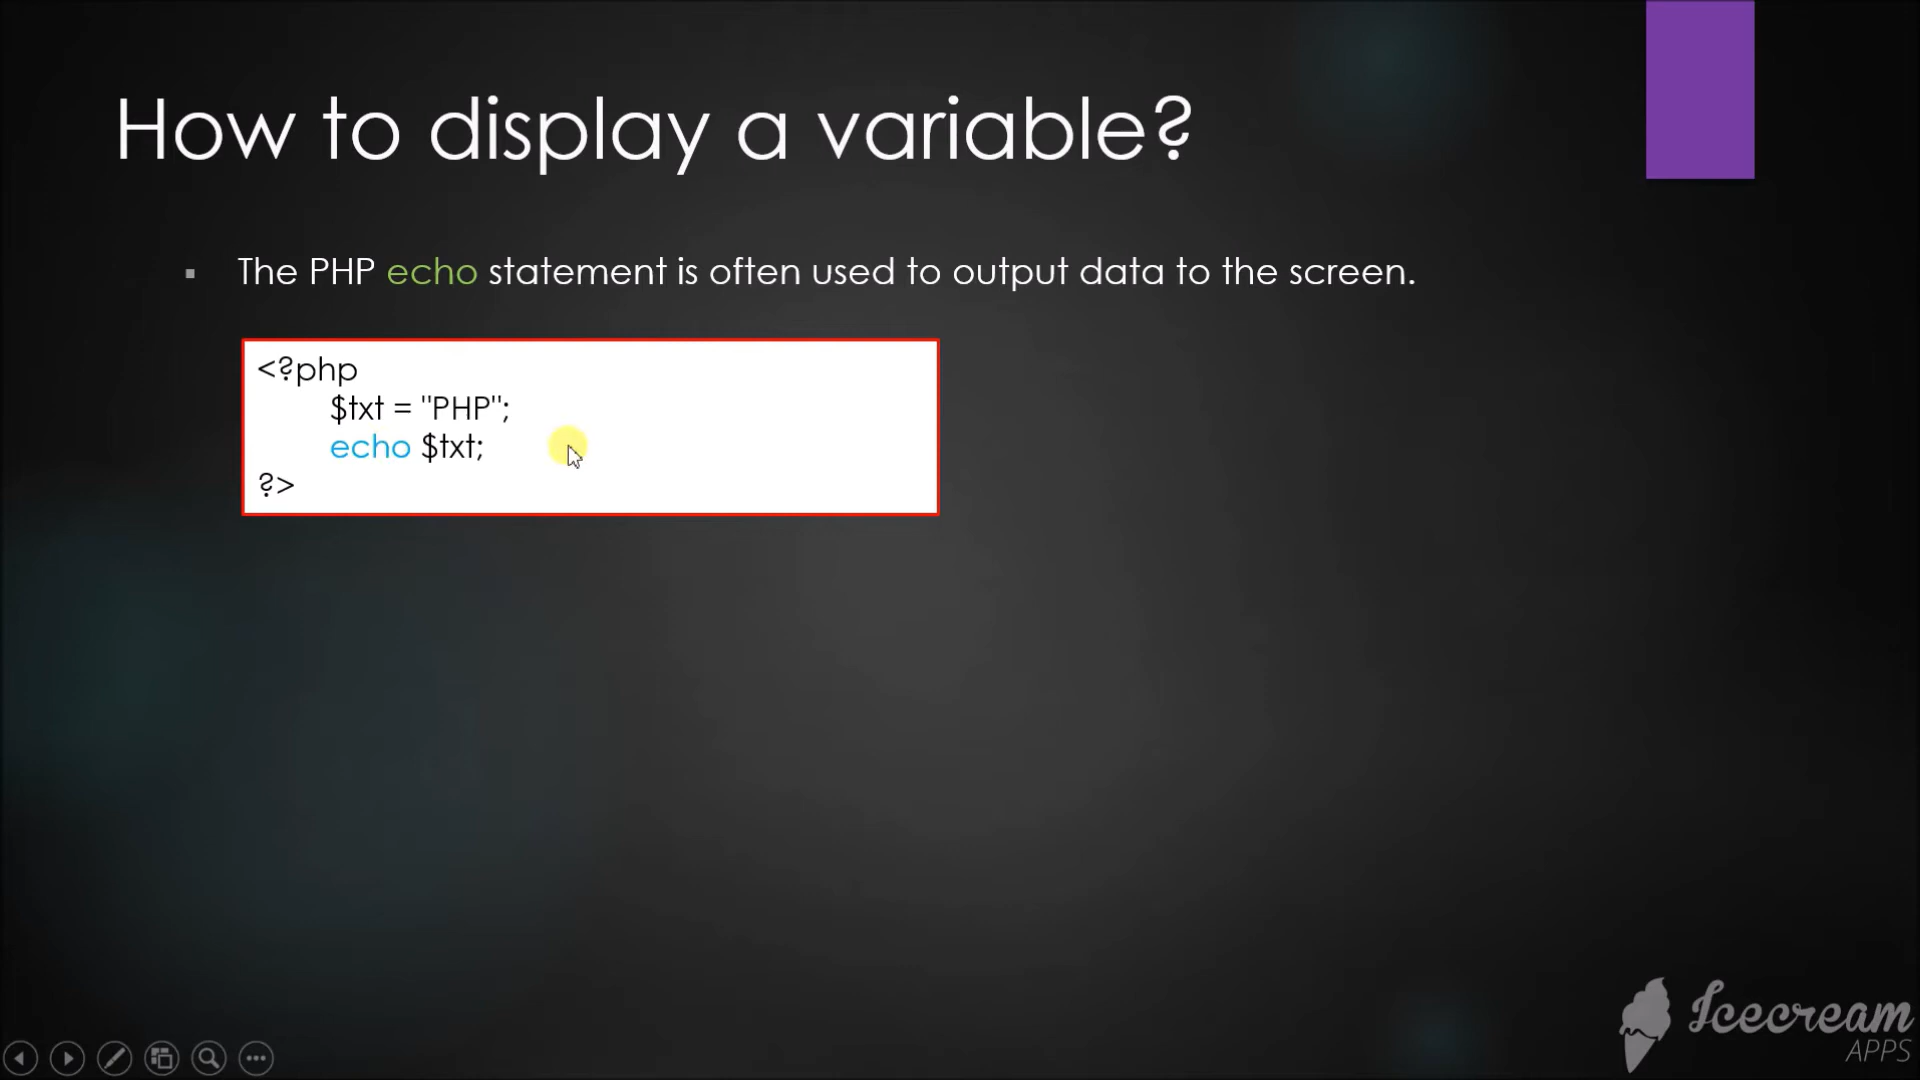 How to display a variable?
▪ The PHP echo statement is often used to output data to the screen.
<?php
$txt = "PHP";
echo $txt;
?>
Icecream
APPS